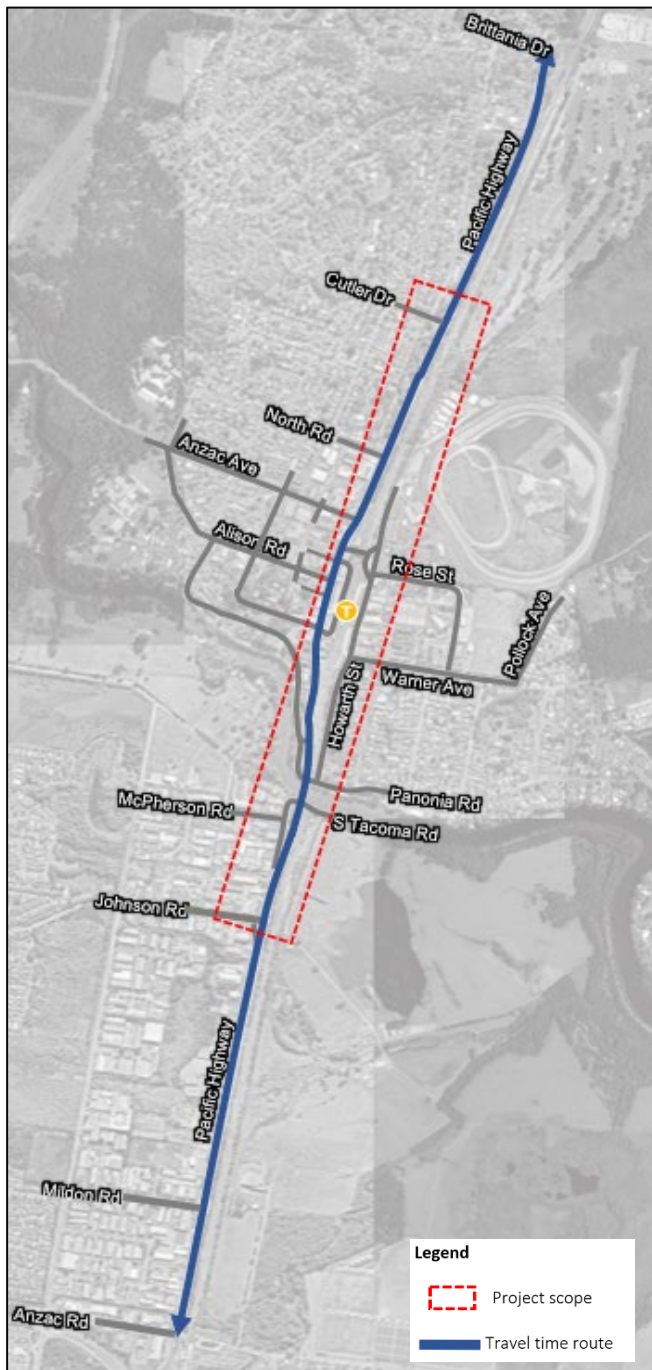 Brittania Dr
Pacific Highway
Cutler Dr
North Rd
Anzac Ave
Alison Rd
Rose St
T
Pollock Ave
Warner Ave
Howarth St
Panonia Rd
McPherson Rd
S Tacoma Rd
Johnson Rd
Pacific Highway
Mildon Rd
Anzac Rd
Legend
Project scope
Travel time route